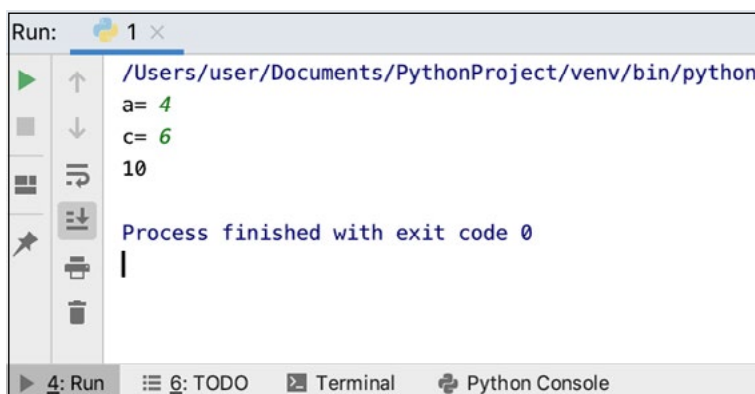 Run: 1
/Users/user/Documents/PythonProject/venv/bin/python
a= 4
c= 6
10
Process finished with exit code 0
4: Run 6: TODO Terminal Python Console